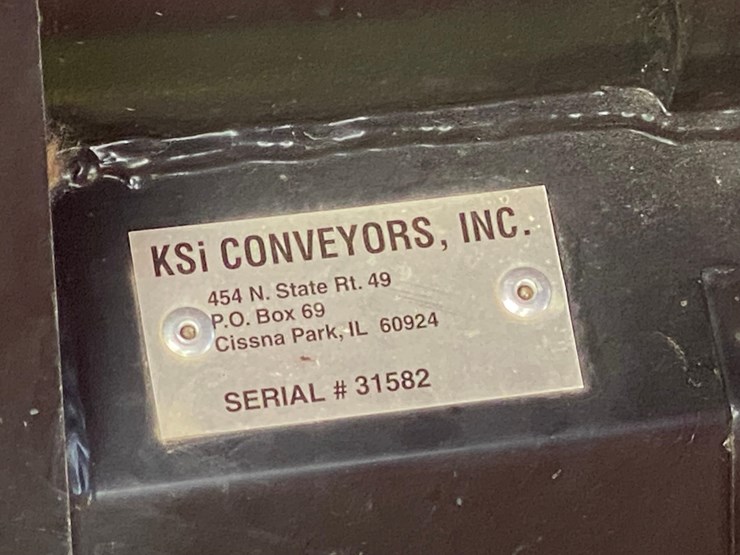 KSi CONVEYORS, INC.
454 N. State Rt. 49
P.O. Box 69
Cissna Park, IL 60924
SERIAL # 31582